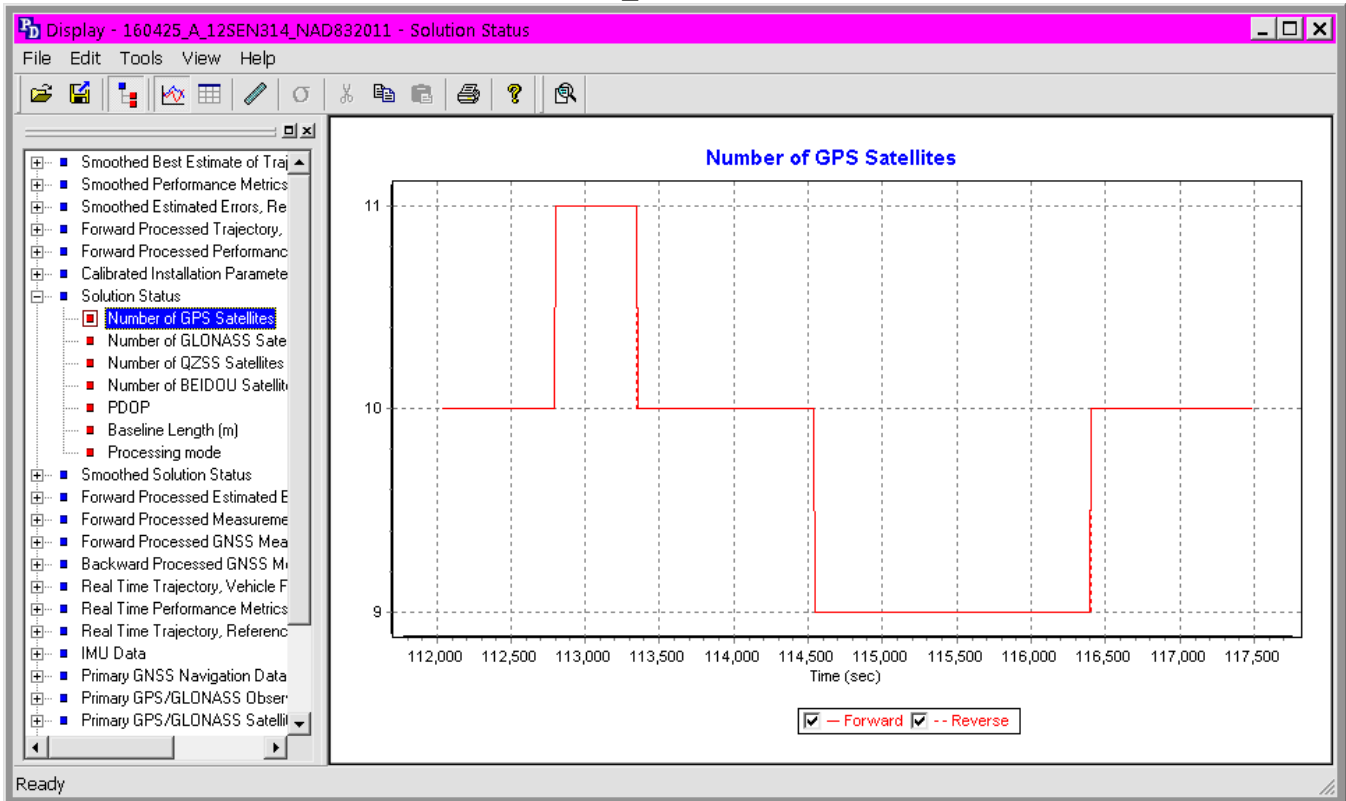 Display - 160425_A_12SEN314_NAD832011 - Solution Status
File Edit Tools View Help
Smoothed Best Estimate of Traj
Smoothed Performance Metrics
Smoothed Estimated Errors, Re
Forward Processed Trajectory,
Forward Processed Performanc
Calibrated Installation Paramete
Solution Status
Number of GPS Satellites
Number of GLONASS Sate
Number of QZSS Satellites
Number of BEIDOU Satellite
PDOP
Baseline Length (m)
Processing mode
Smoothed Solution Status
Forward Processed Estimated E
Forward Processed Measureme
Forward Processed GNSS Mea
Backward Processed GNSS M
Real Time Trajectory, Vehicle F
Real Time Performance Metrics
Real Time Trajectory, Referenc
IMU Data
Primary GNSS Navigation Data
Primary GPS/GLONASS Obser
Primary GPS/GLONASS Satelli
Number of GPS Satellites
11
10
9
112,000 112,500 113,000 113,500 114,000 114,500 115,000 115,500 116,000 116,500 117,000 117,500
Time (sec)
— Forward -- Reverse
Ready